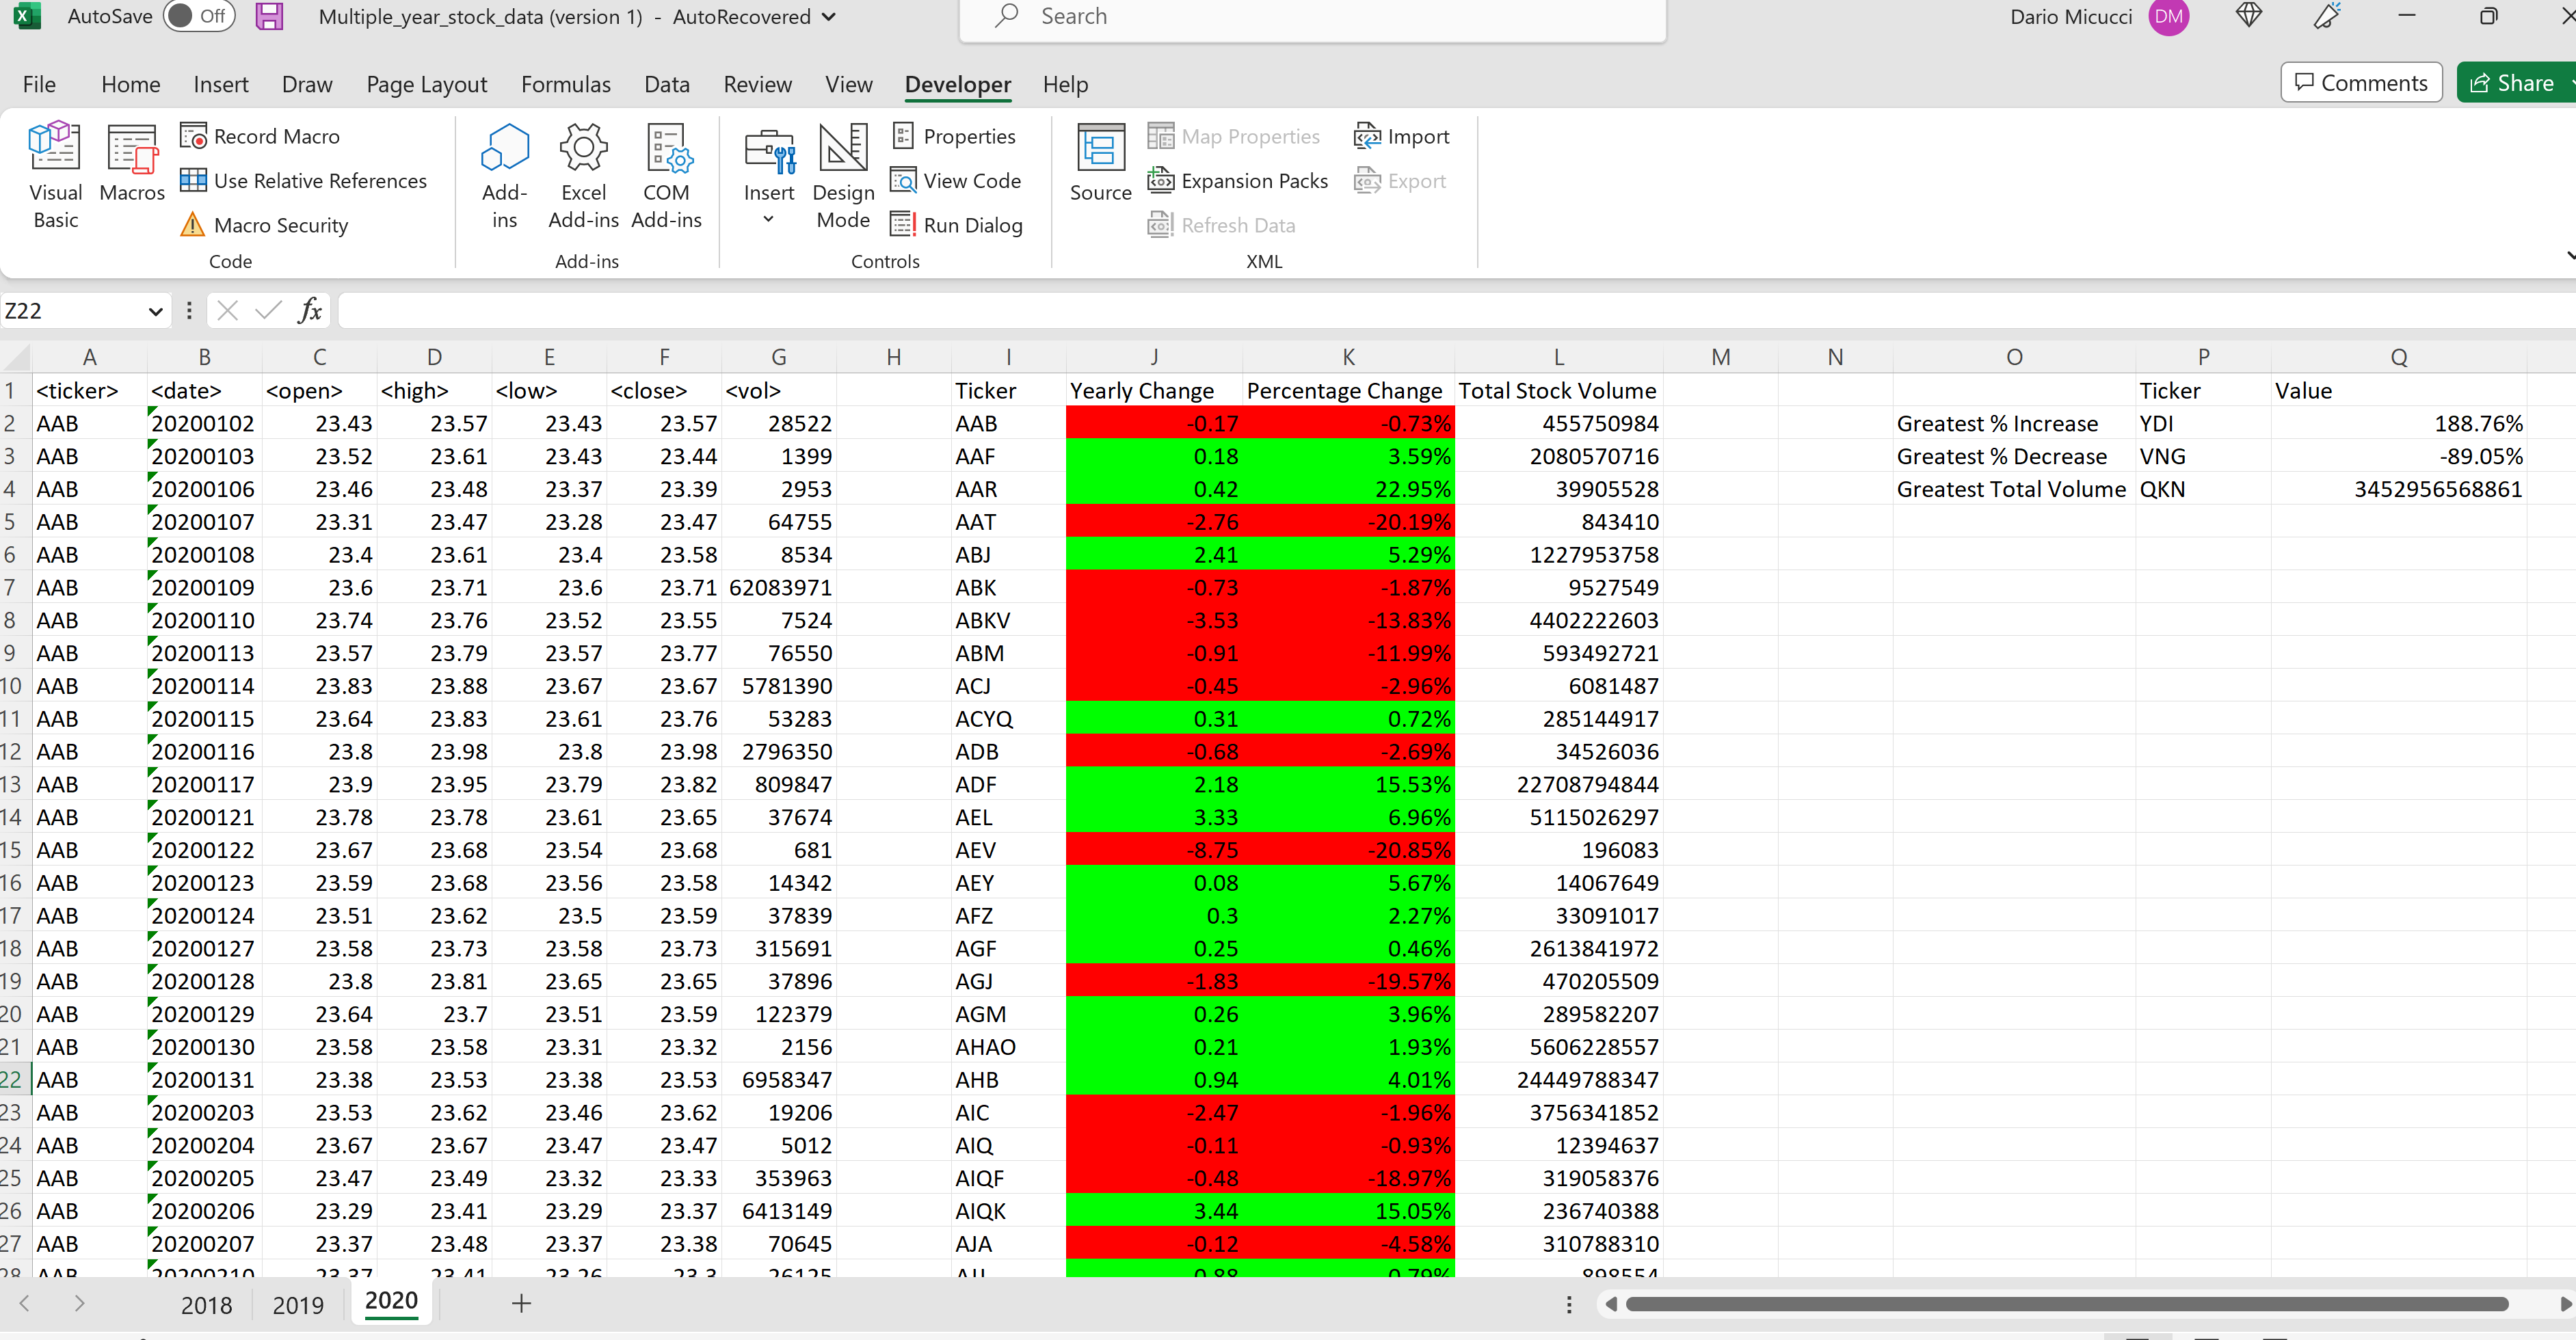 AutoSave Off Multiple_year_stock_data (version 1) - AutoRecovered Search Dario Micucci DM
File Home Insert Draw Page Layout Formulas Data Review View Developer Help Comments Share
Visual Basic
Macros
Record Macro
Use Relative References
Macro Security
Code
Add-ins
Excel Add-ins
COM Add-ins
Add-ins
Insert
Design Mode
Properties
View Code
Run Dialog
Controls
Source
Map Properties
Expansion Packs
Refresh Data
Import
Export
XML
Z22 fx
A B C D E F G H I J K L M N O P Q
1 <ticker> <date> <open> <high> <low> <close> <vol> Ticker Yearly Change Percentage Change Total Stock Volume Ticker Value
2 AAB 20200102 23.43 23.57 23.43 23.57 28522 AAB -0.17 -0.73% 455750984 Greatest % Increase YDI 188.76%
3 AAB 20200103 23.52 23.61 23.43 23.44 1399 AAF 0.18 3.59% 2080570716 Greatest % Decrease VNG -89.05%
4 AAB 20200106 23.46 23.48 23.37 23.39 2953 AAR 0.42 22.95% 39905528 Greatest Total Volume QKN 3452956568861
5 AAB 20200107 23.31 23.47 23.28 23.47 64755 AAT -2.76 -20.19% 843410
6 AAB 20200108 23.4 23.61 23.4 23.58 8534 ABJ 2.41 5.29% 1227953758
7 AAB 20200109 23.6 23.71 23.6 23.71 62083971 ABK -0.73 -1.87% 9527549
8 AAB 20200110 23.74 23.76 23.52 23.55 7524 ABKV -3.53 -13.83% 4402222603
9 AAB 20200113 23.57 23.79 23.57 23.77 76550 ABM -0.91 -11.99% 593492721
10 AAB 20200114 23.83 23.88 23.67 23.67 5781390 ACJ -0.45 -2.96% 6081487
11 AAB 20200115 23.64 23.83 23.61 23.76 53283 ACYQ 0.31 0.72% 285144917
12 AAB 20200116 23.8 23.98 23.8 23.98 2796350 ADB -0.68 -2.69% 34526036
13 AAB 20200117 23.9 23.95 23.79 23.82 809847 ADF 2.18 15.53% 22708794844
14 AAB 20200121 23.78 23.78 23.61 23.65 37674 AEL 3.33 6.96% 5115026297
15 AAB 20200122 23.67 23.68 23.54 23.68 681 AEV -8.75 -20.85% 196083
16 AAB 20200123 23.59 23.68 23.56 23.58 14342 AEY 0.08 5.67% 14067649
17 AAB 20200124 23.51 23.62 23.5 23.59 37839 AFZ 0.3 2.27% 33091017
18 AAB 20200127 23.58 23.73 23.58 23.73 315691 AGF 0.25 0.46% 2613841972
19 AAB 20200128 23.8 23.81 23.65 23.65 37896 AGJ -1.83 -19.57% 470205509
20 AAB 20200129 23.64 23.7 23.51 23.59 122379 AGM 0.26 3.96% 289582207
21 AAB 20200130 23.58 23.58 23.31 23.32 2156 AHAO 0.21 1.93% 5606228557
22 AAB 20200131 23.38 23.53 23.38 23.53 6958347 AHB 0.94 4.01% 24449788347
23 AAB 20200203 23.53 23.62 23.46 23.62 19206 AIC -2.47 -1.96% 3756341852
24 AAB 20200204 23.67 23.67 23.47 23.47 5012 AIQ -0.11 -0.93% 12394637
25 AAB 20200205 23.47 23.49 23.32 23.33 353963 AIQF -0.48 -18.97% 319058376
26 AAB 20200206 23.29 23.41 23.29 23.37 6413149 AIQK 3.44 15.05% 236740388
27 AAB 20200207 23.37 23.48 23.37 23.38 70645 AJA -0.12 -4.58% 310788310
28 AAB 20200210 23.37 23.41 23.26 23.3 26125 0.88 0.79% 898554
2018 2019 2020